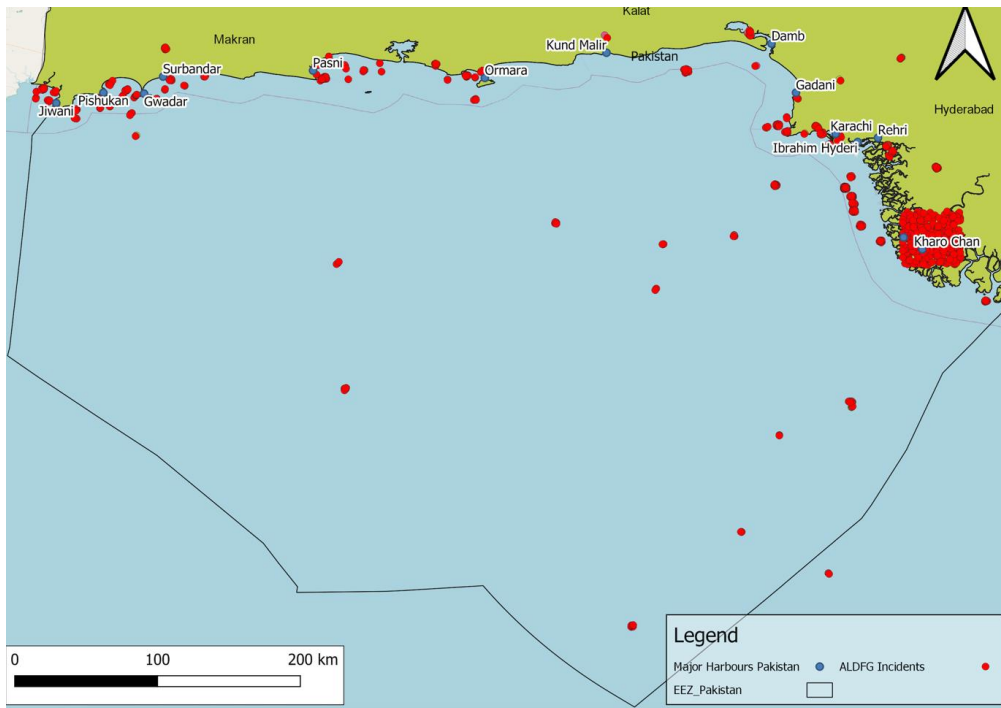 Kalat
Makran
Damb
Kund Malir
Pakistan
Pasni
Surbandar
Ormara
Gadani
Jiwani
Pishukan
Gwadar
Hyderabad
Karachi
Rehri
Ibrahim Hyderi
Kharo Chan
Legend
Major Harbours Pakistan
ALDFG Incidents
EEZ_Pakistan
0 100 200 km